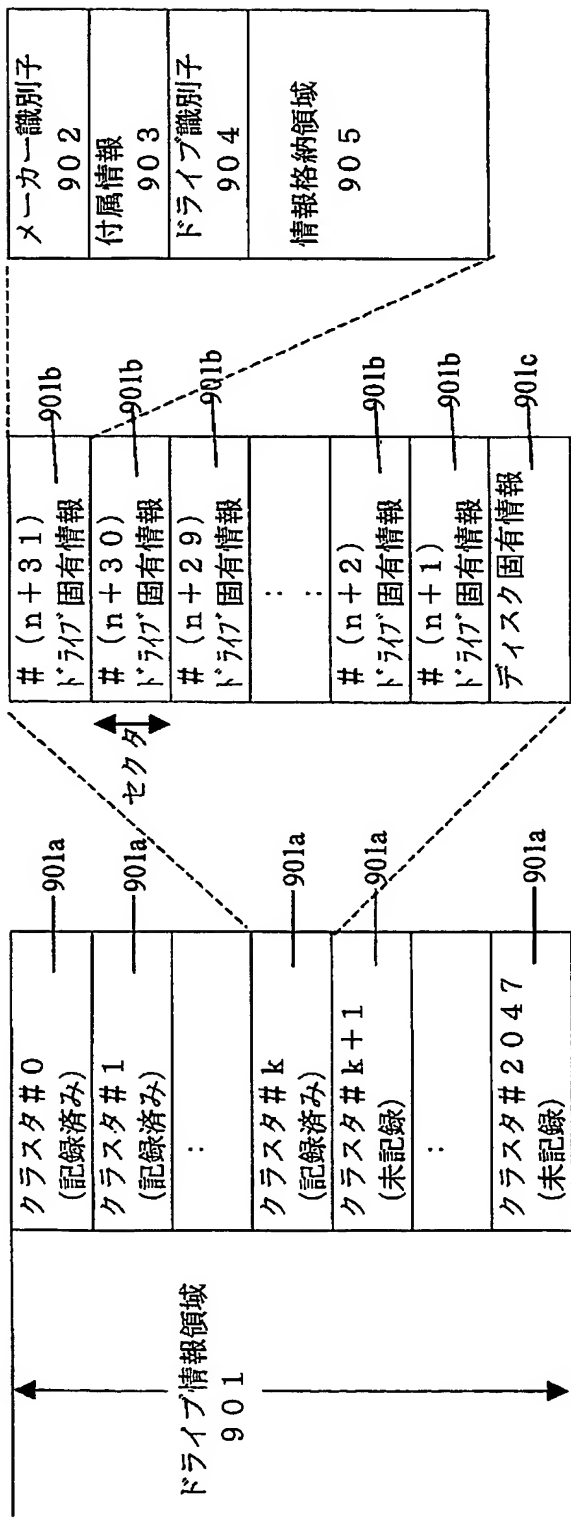 ドライブ情報領域
901
クラスタ#0
(記録済み)
901a
クラスタ#1
(記録済み)
901a
:
クラスタ#k
(記録済み)
901a
クラスタ#k+1
(未記録)
901a
:
クラスタ#2047
(未記録)
901a
セクタ
#(n+31)
ドライブ固有情報
901b
#(n+30)
ドライブ固有情報
901b
#(n+29)
ドライブ固有情報
901b
: :
#(n+2)
ドライブ固有情報
901b
#(n+1)
ドライブ固有情報
901b
ディスク固有情報
901c
メーカー識別子
902
付属情報
903
ドライブ識別子
904
情報格納領域
905